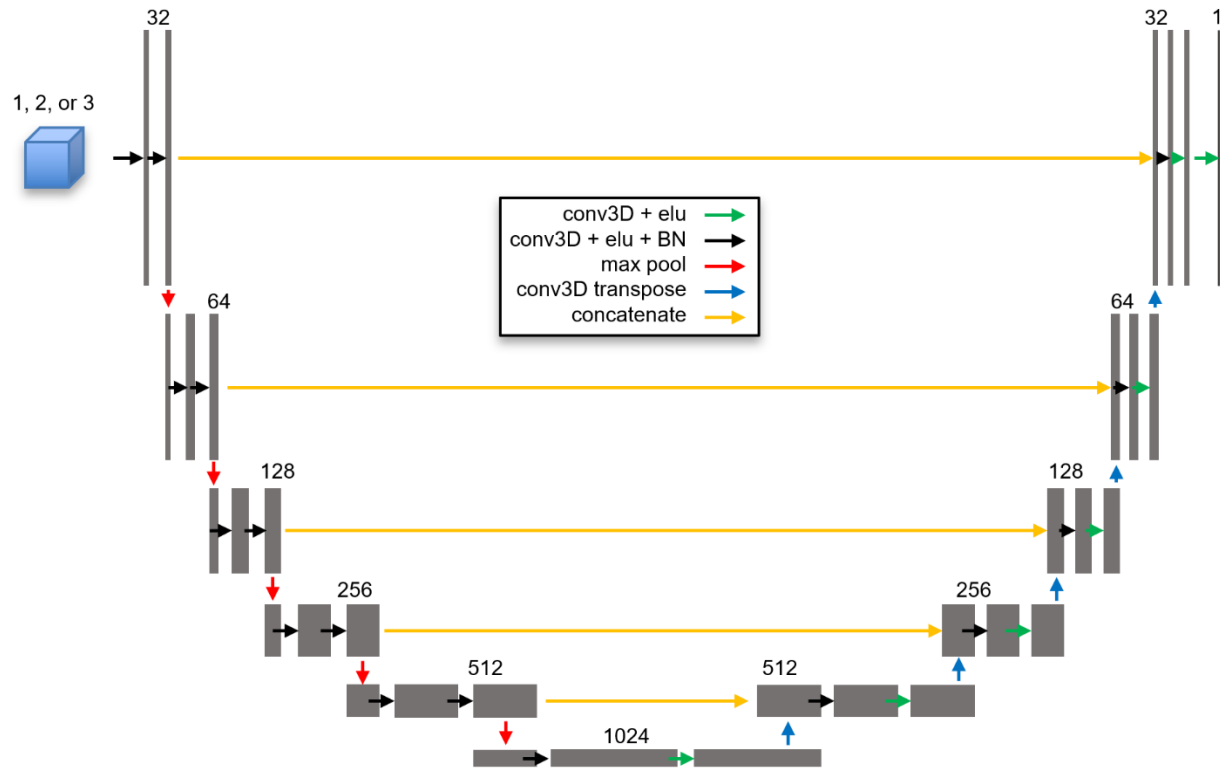 32
32
1
1, 2, or 3
conv3D + elu
conv3D + elu + BN
max pool
conv3D transpose
concatenate
64
64
128
128
256
256
512
512
1024